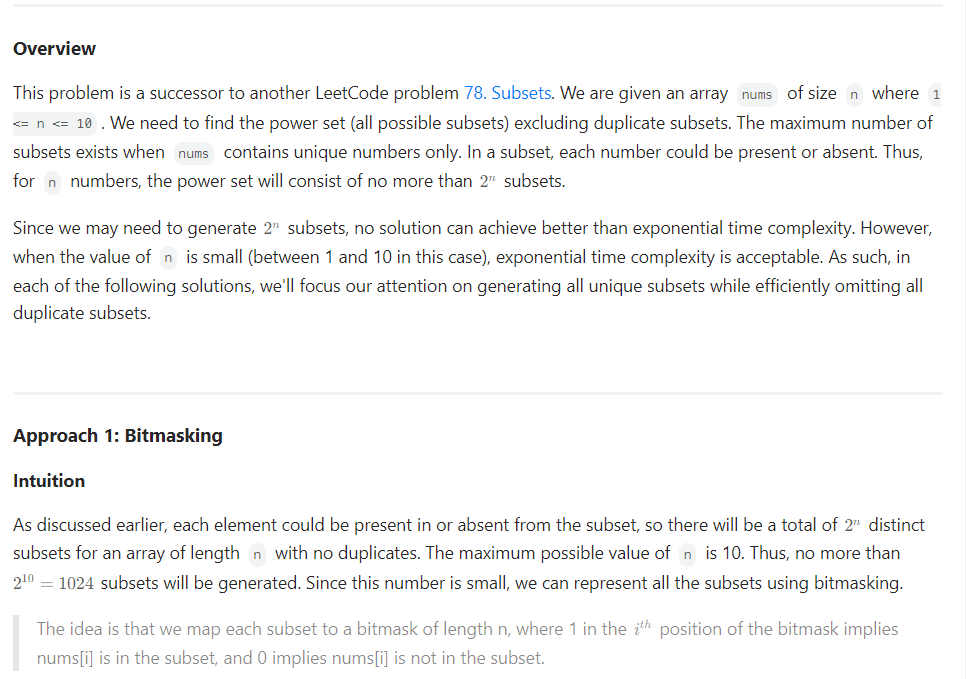 Overview
This problem is a successor to another LeetCode problem 78. Subsets. We are given an array nums of size n where 1
<= n <= 10 . We need to find the power set (all possible subsets) excluding duplicate subsets. The maximum number of
subsets exists when nums contains unique numbers only. In a subset, each number could be present or absent. Thus,
for n numbers, the power set will consist of no more than 2ⁿ subsets.
Since we may need to generate 2ⁿ subsets, no solution can achieve better than exponential time complexity. However,
when the value of n is small (between 1 and 10 in this case), exponential time complexity is acceptable. As such, in
each of the following solutions, we'll focus our attention on generating all unique subsets while efficiently omitting all
duplicate subsets.
Approach 1: Bitmasking
Intuition
As discussed earlier, each element could be present in or absent from the subset, so there will be a total of 2ⁿ distinct
subsets for an array of length n with no duplicates. The maximum possible value of n is 10. Thus, no more than
2¹⁰ = 1024 subsets will be generated. Since this number is small, we can represent all the subsets using bitmasking.
The idea is that we map each subset to a bitmask of length n, where 1 in the iᵗʰ position of the bitmask implies
nums[i] is in the subset, and 0 implies nums[i] is not in the subset.